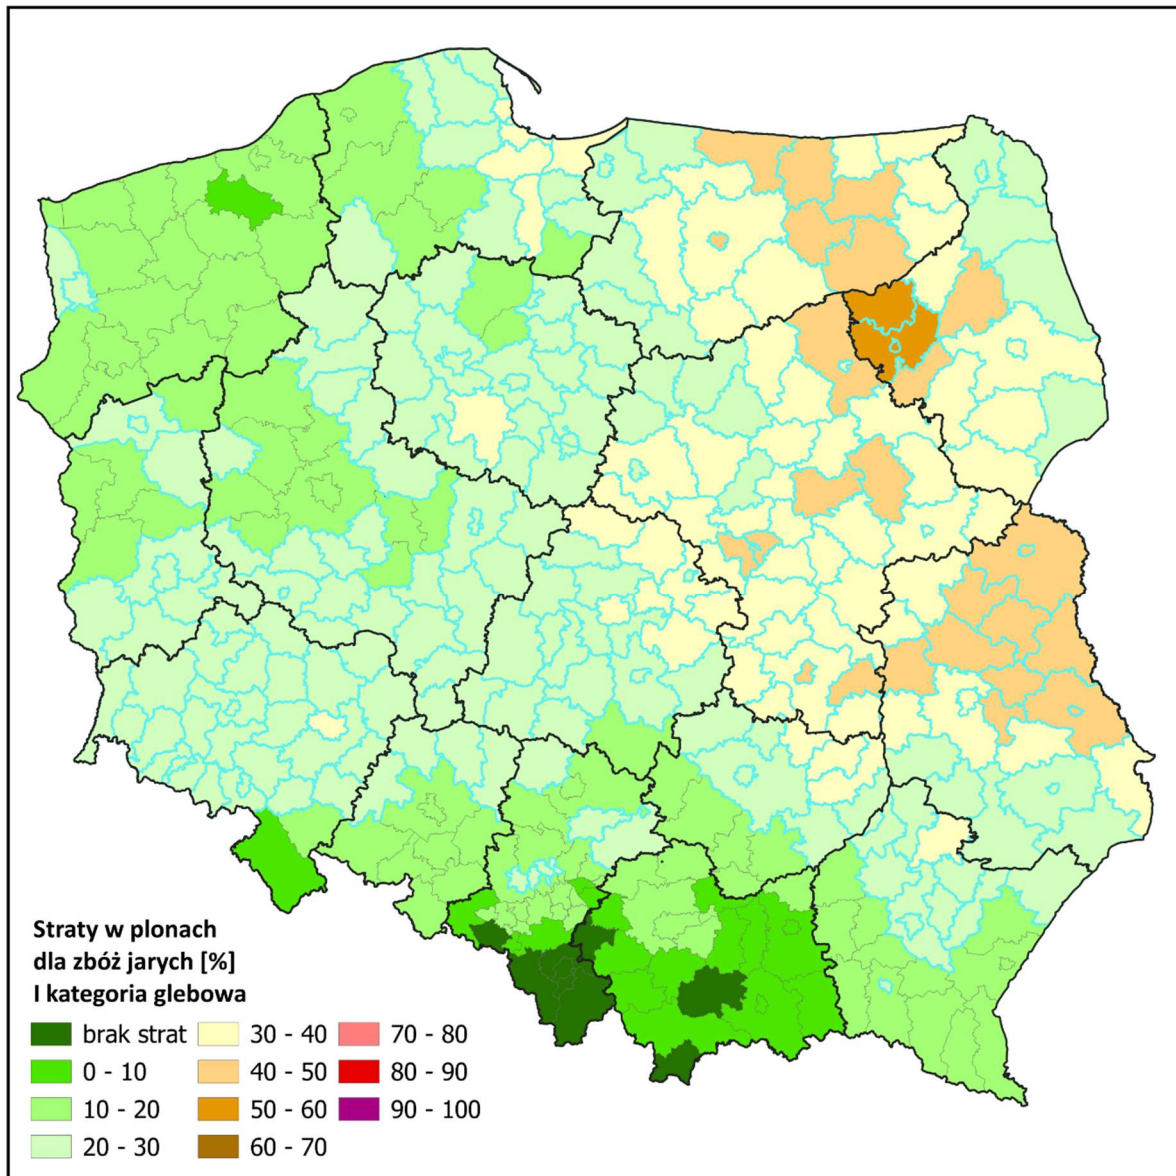 Straty w plonach
dla zbóż jarych [%]
I kategoria glebowa
brak strat
0 - 10
10 - 20
20 - 30
30 - 40
40 - 50
50 - 60
60 - 70
70 - 80
80 - 90
90 - 100